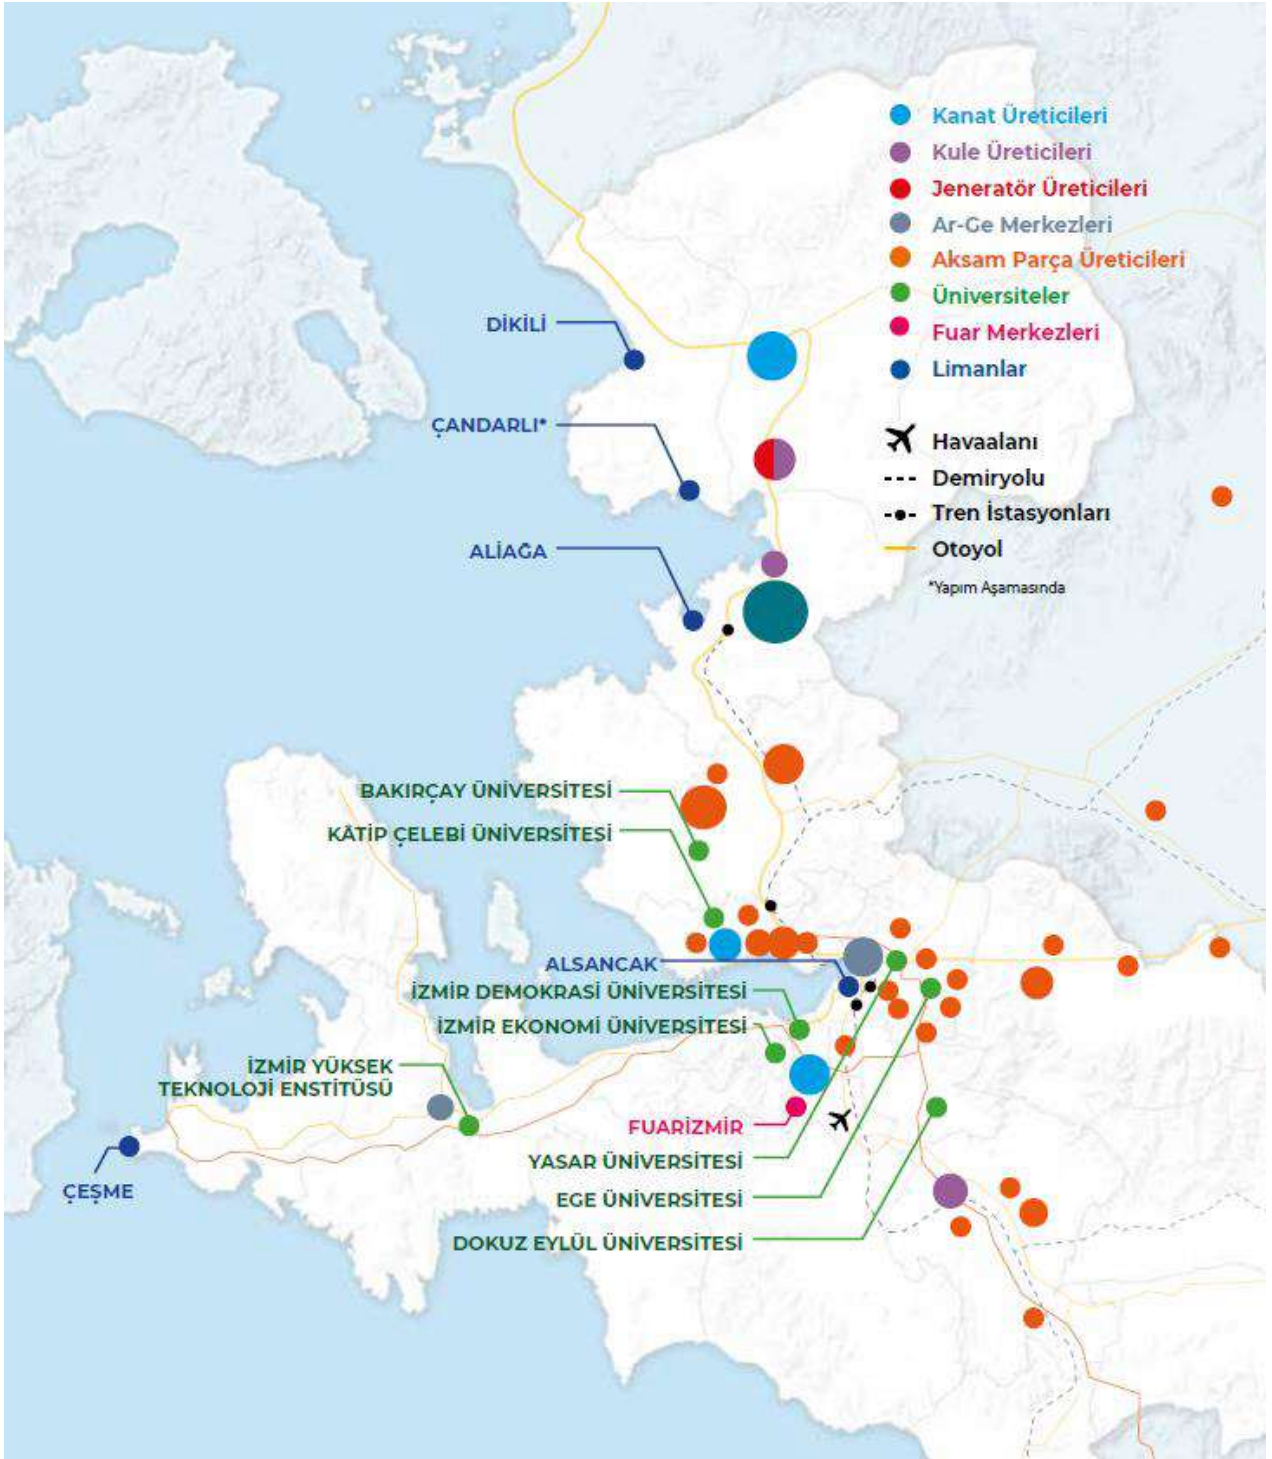 Kanat Üreticileri
Kule Üreticileri
Jeneratör Üreticileri
Ar-Ge Merkezleri
Aksam Parça Üreticileri
Üniversiteler
Fuar Merkezleri
Limanlar
Havaalanı
Demiryolu
Tren İstasyonları
Otoyol
*Yapım Aşamasında
DİKİLİ
ÇANDARLI*
ALİAĞA
BAKIRÇAY ÜNİVERSİTESİ
KÂTİP ÇELEBİ ÜNİVERSİTESİ
ALSANCAK
İZMİR DEMOKRASİ ÜNİVERSİTESİ
İZMİR EKONOMİ ÜNİVERSİTESİ
İZMİR YÜKSEK
TEKNOLOJİ ENSTİTÜSÜ
FUARİZMİR
YASAR ÜNİVERSİTESİ
ÇEŞME
EGE ÜNİVERSİTESİ
DOKUZ EYLÜL ÜNİVERSİTESİ